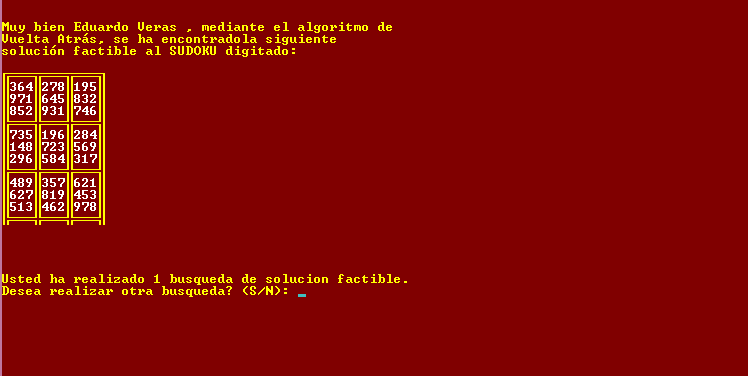 Muy bien Eduardo Veras , mediante el algoritmo de
Vuelta Atrás, se ha encontradola siguiente
solución factible al SUDOKU digitado:
364 278 195
971 645 832
852 931 746
735 196 284
148 723 569
296 584 317
489 357 621
627 819 453
513 462 978
Usted ha realizado 1 busqueda de solucion factible.
Desea realizar otra busqueda? (S/N):